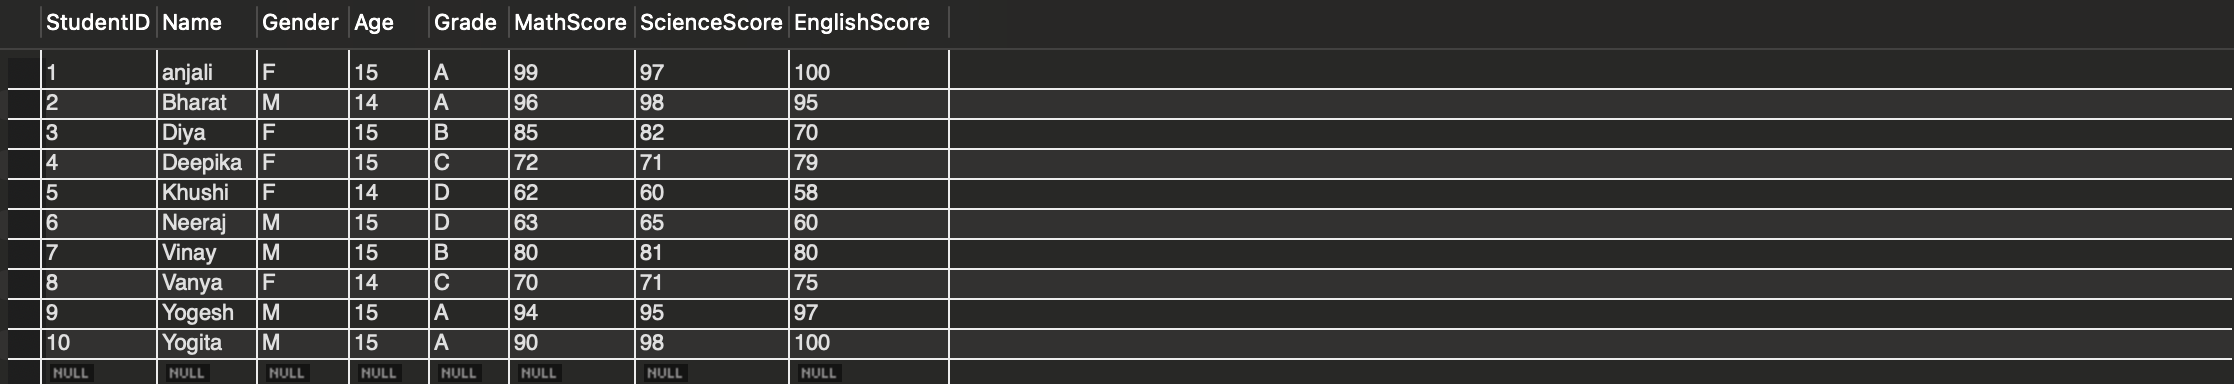 StudentID Name Gender Age Grade MathScore ScienceScore EnglishScore
1 anjali F 15 A 99 97 100
2 Bharat M 14 A 96 98 95
3 Diya F 15 B 85 82 70
4 Deepika F 15 C 72 71 79
5 Khushi F 14 D 62 60 58
6 Neeraj M 15 D 63 65 60
7 Vinay M 15 B 80 81 80
8 Vanya F 14 C 70 71 75
9 Yogesh M 15 A 94 95 97
10 Yogita M 15 A 90 98 100
NULL NULL NULL NULL NULL NULL NULL NULL